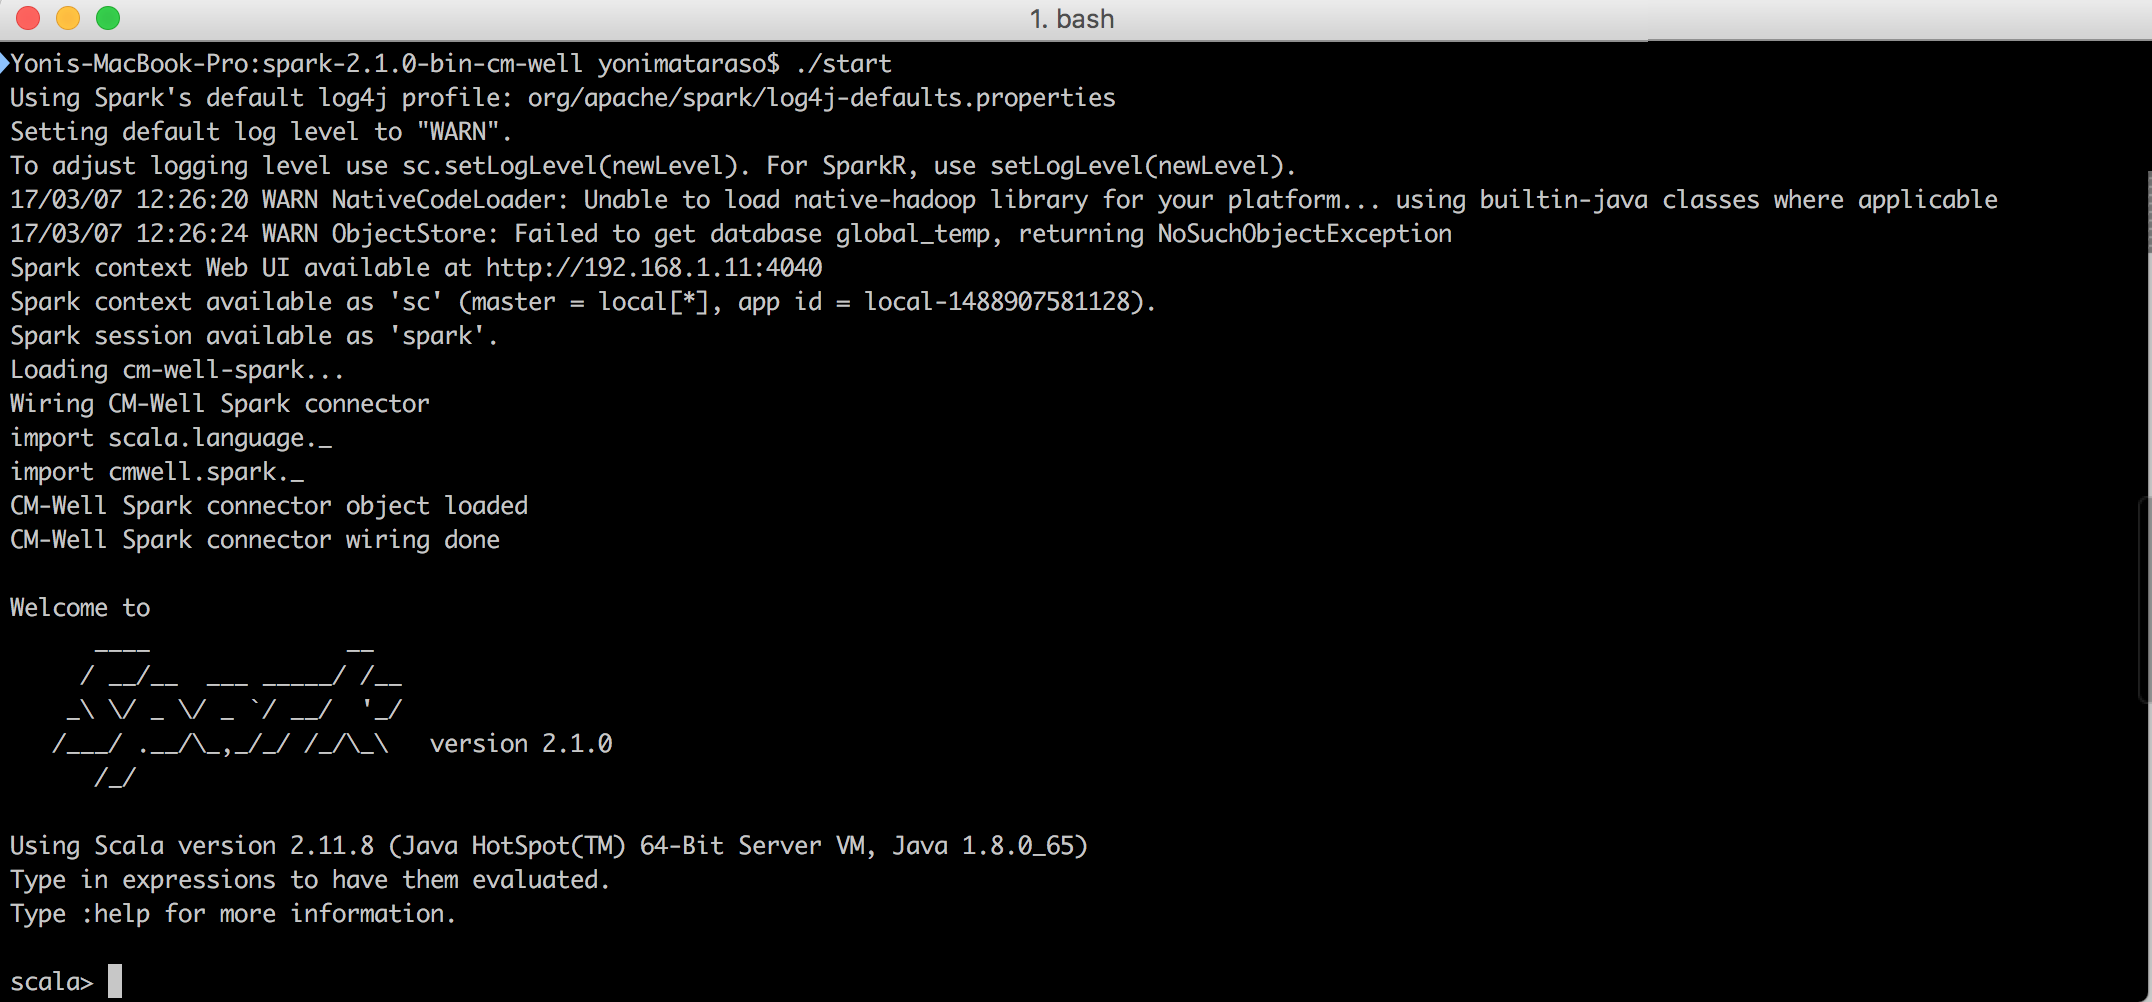 1. bash
Yonis-MacBook-Pro:spark-2.1.0-bin-cm-well yonimataraso$ ./start
Using Spark's default log4j profile: org/apache/spark/log4j-defaults.properties
Setting default log level to "WARN".
To adjust logging level use sc.setLogLevel(newLevel). For SparkR, use setLogLevel(newLevel).
17/03/07 12:26:20 WARN NativeCodeLoader: Unable to load native-hadoop library for your platform... using builtin-java classes where applicable
17/03/07 12:26:24 WARN ObjectStore: Failed to get database global_temp, returning NoSuchObjectException
Spark context Web UI available at http://192.168.1.11:4040
Spark context available as 'sc' (master = local[*], app id = local-1488907581128).
Spark session available as 'spark'.
Loading cm-well-spark...
Wiring CM-Well Spark connector
import scala.language._
import cmwell.spark._
CM-Well Spark connector object loaded
CM-Well Spark connector wiring done

Welcome to
      ____              __
     / __/__  ___ _____/ /__
    _\ \/ _ \/ _ `/ __/  '_/
   /___/ .__/\_,_/_/ /_/\_\   version 2.1.0
      /_/

Using Scala version 2.11.8 (Java HotSpot(TM) 64-Bit Server VM, Java 1.8.0_65)
Type in expressions to have them evaluated.
Type :help for more information.

scala>